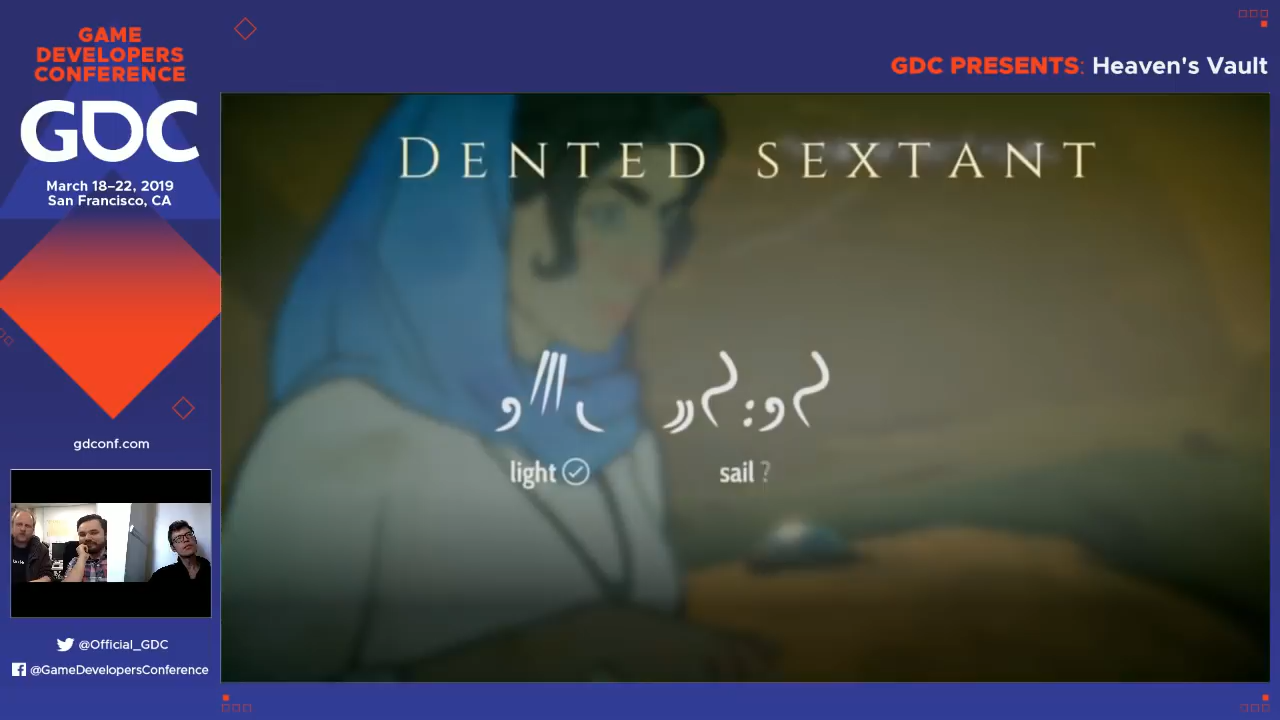 GAME
DEVELOPERS
CONFERENCE
GDC
March 18–22, 2019
San Francisco, CA
gdconf.com
@Official_GDC
@GameDevelopersConference
GDC PRESENTS: Heaven's Vault
DENTED SEXTANT
light sail ?